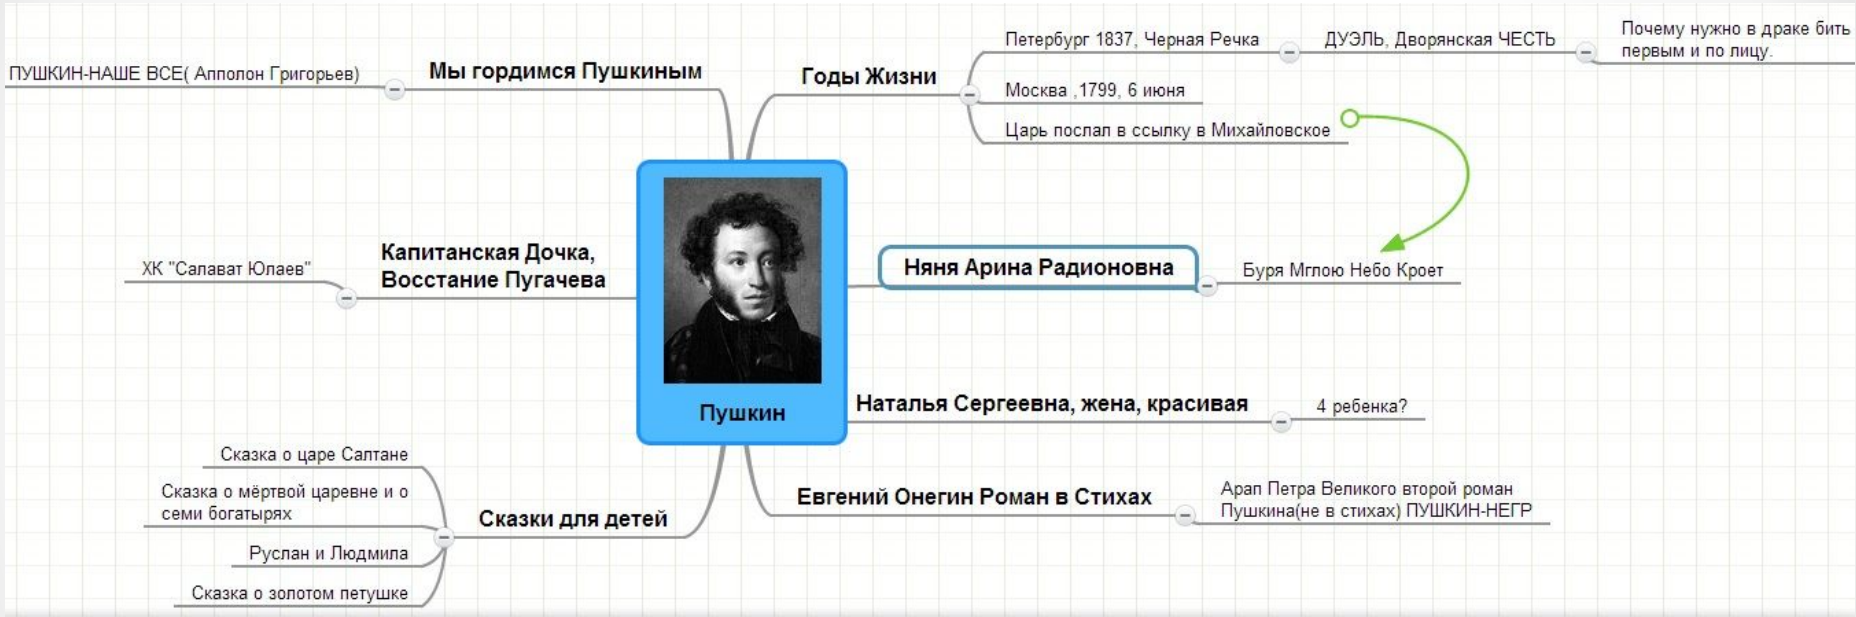 Пушкин
Мы гордимся Пушкиным
ПУШКИН-НАШЕ ВСЕ( Апполон Григорьев)
Годы Жизни
Петербург 1837, Черная Речка
ДУЭЛЬ, Дворянская ЧЕСТЬ
Почему нужно в драке бить
первым и по лицу.
Москва ,1799, 6 июня
Царь послал в ссылку в Михайловское
Капитанская Дочка,
Восстание Пугачева
ХК "Салават Юлаев"
Няня Арина Радионовна
Буря Мглою Небо Кроет
Наталья Сергеевна, жена, красивая
4 ребенка?
Евгений Онегин Роман в Стихах
Арап Петра Великого второй роман
Пушкина(не в стихах) ПУШКИН-НЕГР
Сказки для детей
Сказка о царе Салтане
Сказка о мёртвой царевне и о
семи богатырях
Руслан и Людмила
Сказка о золотом петушке